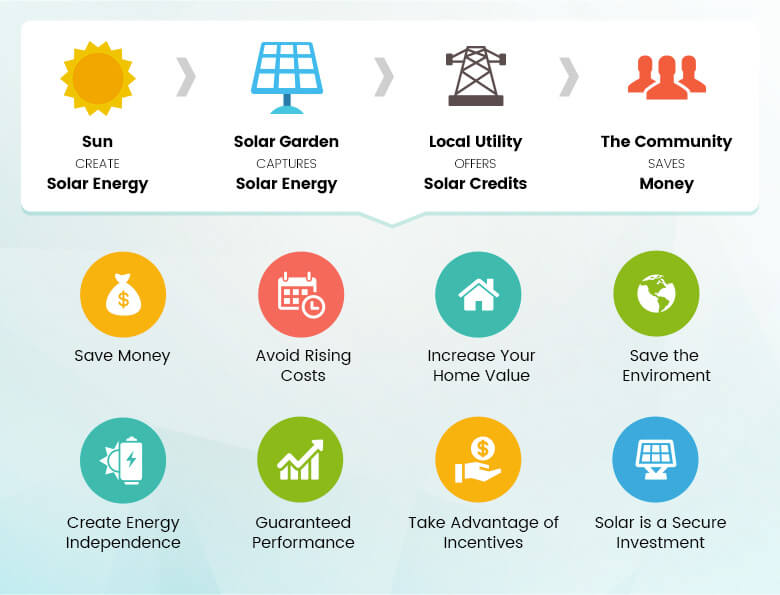 Sun
CREATE
Solar Energy
Solar Garden
CAPTURES
Solar Energy
Local Utility
OFFERS
Solar Credits
The Community
SAVES
Money
Save Money
Avoid Rising
Costs
Increase Your
Home Value
Save the
Enviroment
Create Energy
Independence
Guaranteed
Performance
Take Advantage of
Incentives
Solar is a Secure
Investment